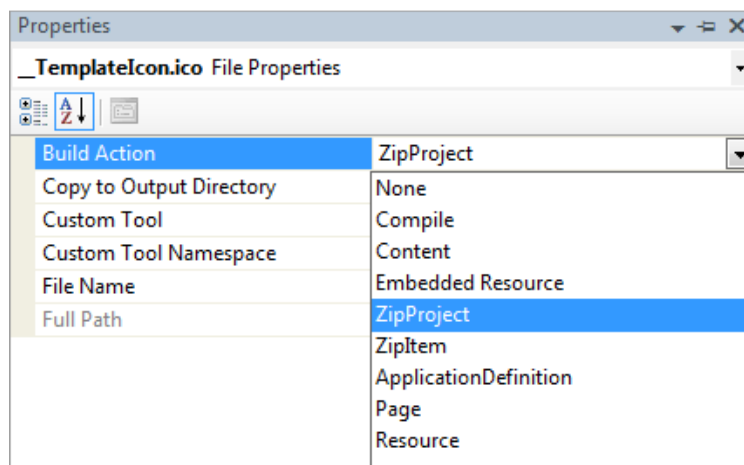 Properties
__TemplateIcon.ico File Properties
Build Action ZipProject
Copy to Output Directory None
Custom Tool Compile
Custom Tool Namespace Content
File Name Embedded Resource
Full Path ZipProject
ZipItem
ApplicationDefinition
Page
Resource